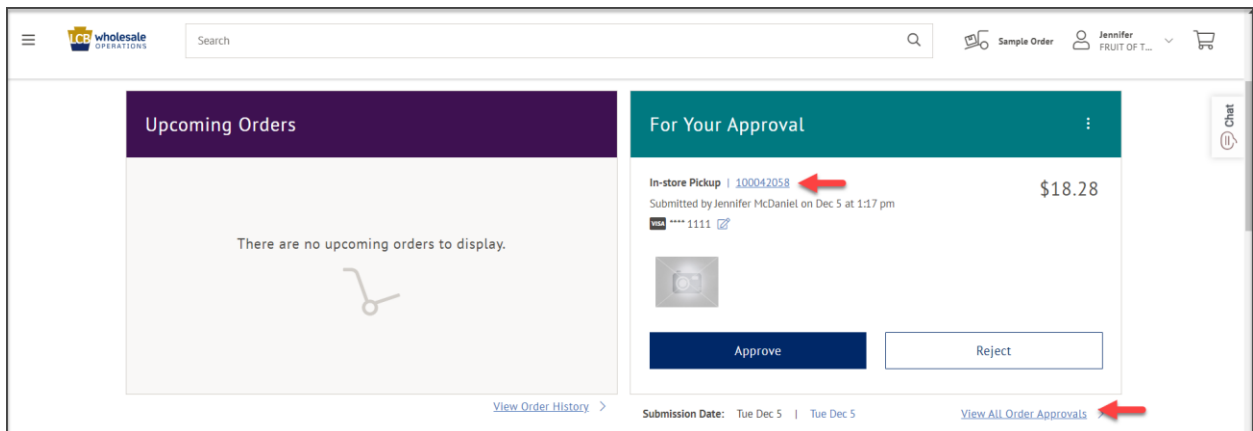 LCB wholesale OPERATIONS
Search
Sample Order
Jennifer
FRUIT OF T...
Chat
Upcoming Orders
There are no upcoming orders to display.
View Order History
For Your Approval
In-store Pickup | 100042058
$18.28
Submitted by Jennifer McDaniel on Dec 5 at 1:17 pm
VISA **** 1111
Approve
Reject
Submission Date: Tue Dec 5 | Tue Dec 5
View All Order Approvals